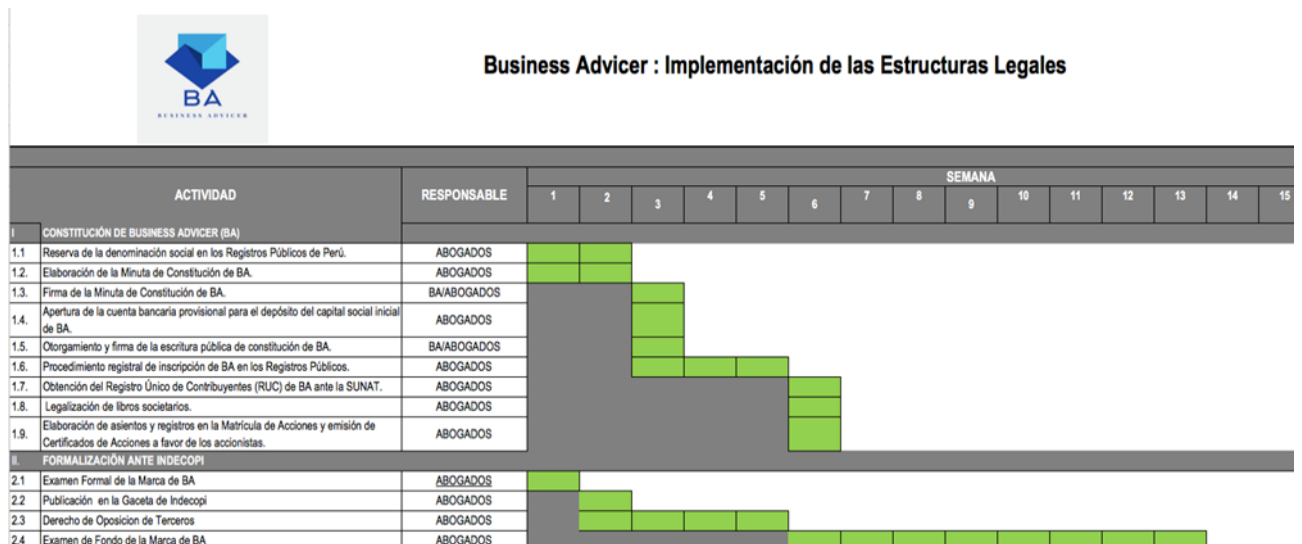 Business Advicer : Implementación de las Estructuras Legales
BA
BUSINESS ADVICER
SEMANA
ACTIVIDAD RESPONSABLE 1 2 3 4 5 6 7 8 9 10 11 12 13 14 15
I CONSTITUCIÓN DE BUSINESS ADVICER (BA)
1.1 Reserva de la denominación social en los Registros Públicos de Perú. ABOGADOS
1.2. Elaboración de la Minuta de Constitución de BA. ABOGADOS
1.3. Firma de la Minuta de Constitución de BA. BA/ABOGADOS
1.4. Apertura de la cuenta bancaria provisional para el depósito del capital social inicial
de BA. ABOGADOS
1.5. Otorgamiento y firma de la escritura pública de constitución de BA. BA/ABOGADOS
1.6. Procedimiento registral de inscripción de BA en los Registros Públicos. ABOGADOS
1.7. Obtención del Registro Único de Contribuyentes (RUC) de BA ante la SUNAT. ABOGADOS
1.8. Legalización de libros societarios. ABOGADOS
1.9. Elaboración de asientos y registros en la Matrícula de Acciones y emisión de
Certificados de Acciones a favor de los accionistas. ABOGADOS
II. FORMALIZACIÓN ANTE INDECOPI
2.1 Examen Formal de la Marca de BA ABOGADOS
2.2 Publicación en la Gaceta de Indecopi ABOGADOS
2.3 Derecho de Oposicion de Terceros ABOGADOS
2.4 Examen de Fondo de la Marca de BA ABOGADOS